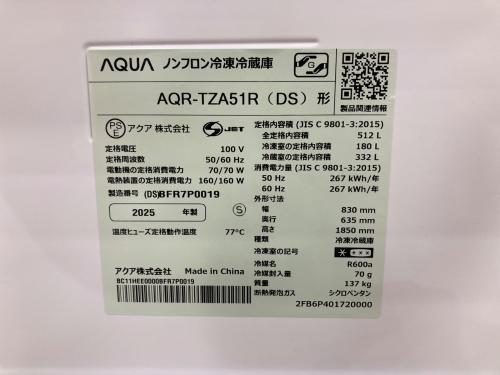 AQUA ノンフロン冷凍冷蔵庫 G
AQR-TZA51R（DS）形
製品関連情報
PSE アクア 株式会社 S-JET
定格電圧 100 V
定格周波数 50/60 Hz
電動機の定格消費電力 70/70 W
電熱装置の定格消費電力 160/160 W
製造番号 (DS)BFR7P0019
2025 年製 S
温度ヒューズ定格動作温度 77℃
アクア株式会社 Made in China
BC11HEE0000BFR7P0019
定格内容積 (JIS C 9801-3:2015)
全定格内容積 512 L
冷凍室の定格内容積 180 L
冷蔵室の定格内容積 332 L
消費電力量 (JIS C 9801-3:2015)
50 Hz 267 kWh/年
60 Hz 267 kWh/年
外形寸法
幅 830 mm
奥行 635 mm
高さ 1850 mm
種類 冷凍冷蔵庫
冷凍室の記号 ****
冷媒名 R600a
冷媒封入量 70 g
質量 137 kg
断熱発泡ガス シクロペンタン
2FB6P401720000